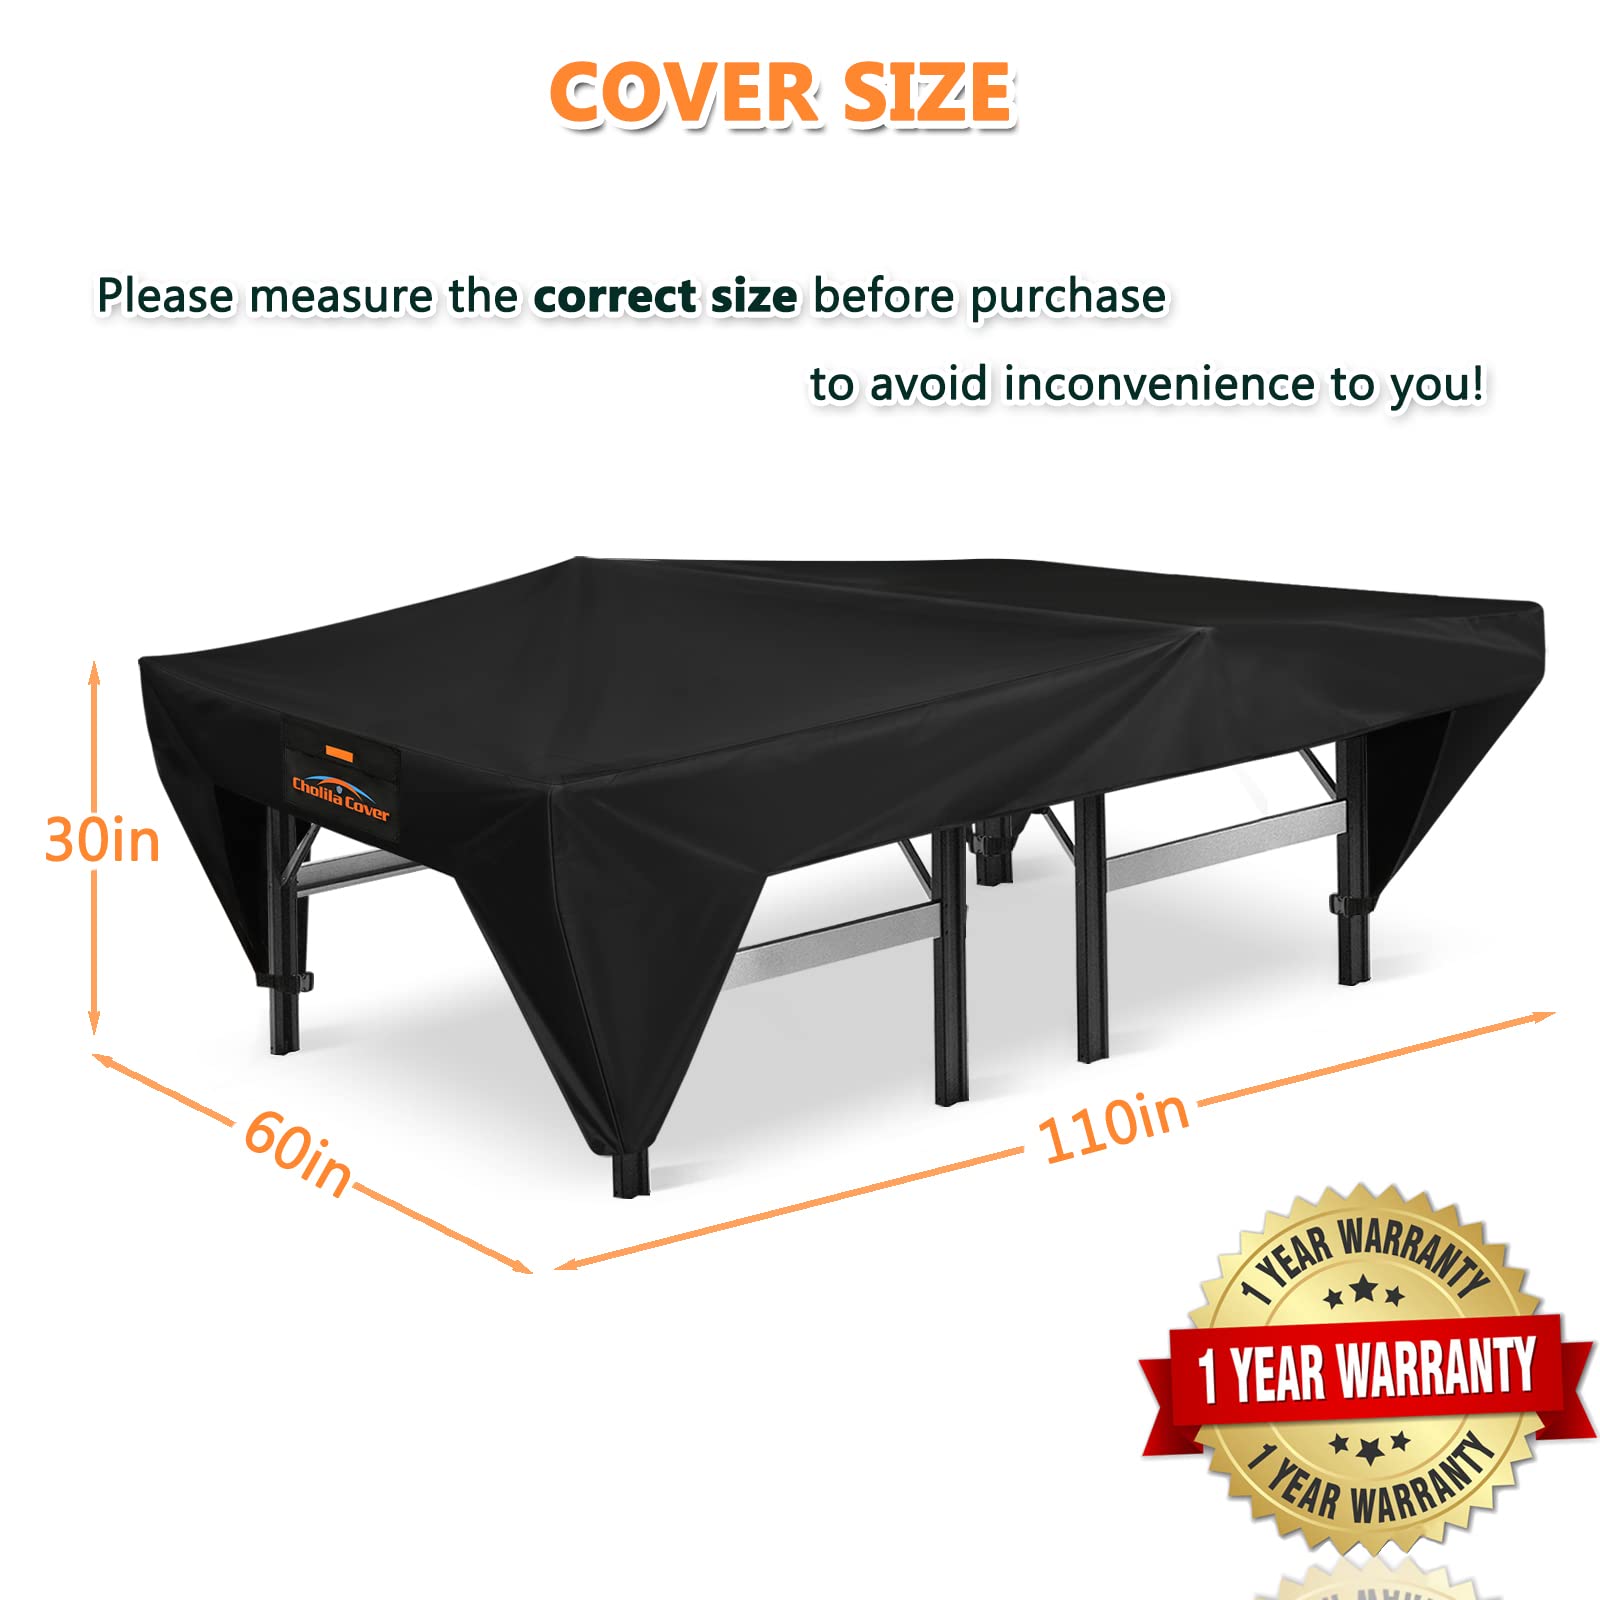 COVER SIZE
Please measure the correct size before purchase
to avoid inconvenience to you!
Cholila Cover
30in
60in
110in
1 YEAR WARRANTY
1 YEAR WARRANTY
1 YEAR WARRANTY